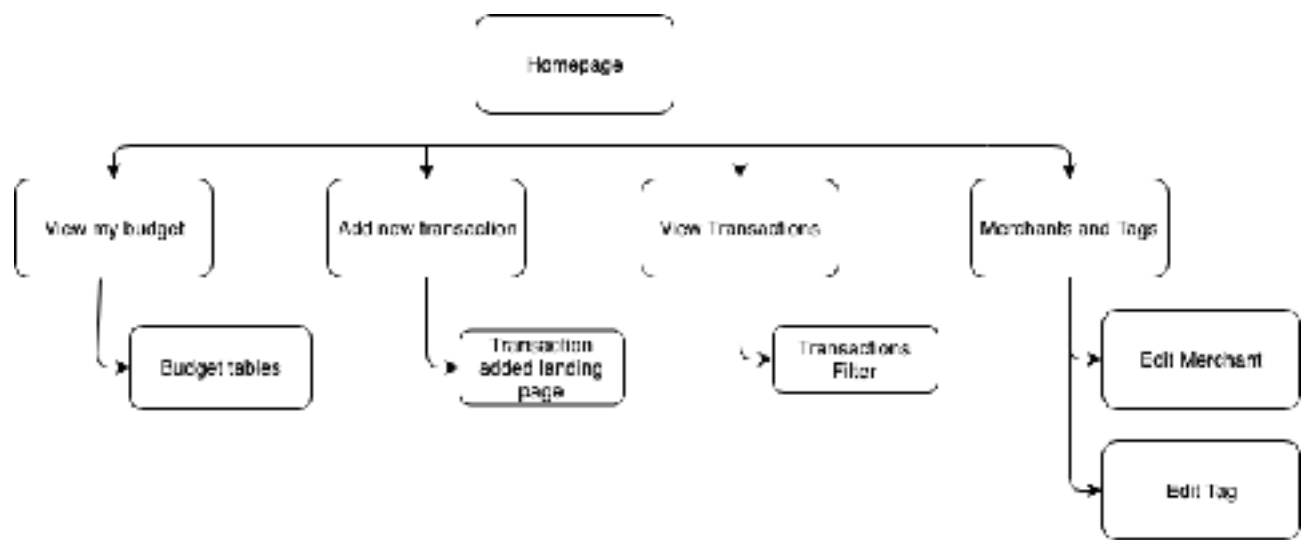 Homepage
View my budget
Add new transaction
View Transactions
Merchants and Tags
Budget tables
Transaction
added landing
page
Transactions
Filter
Edit Merchant
Edit Tag